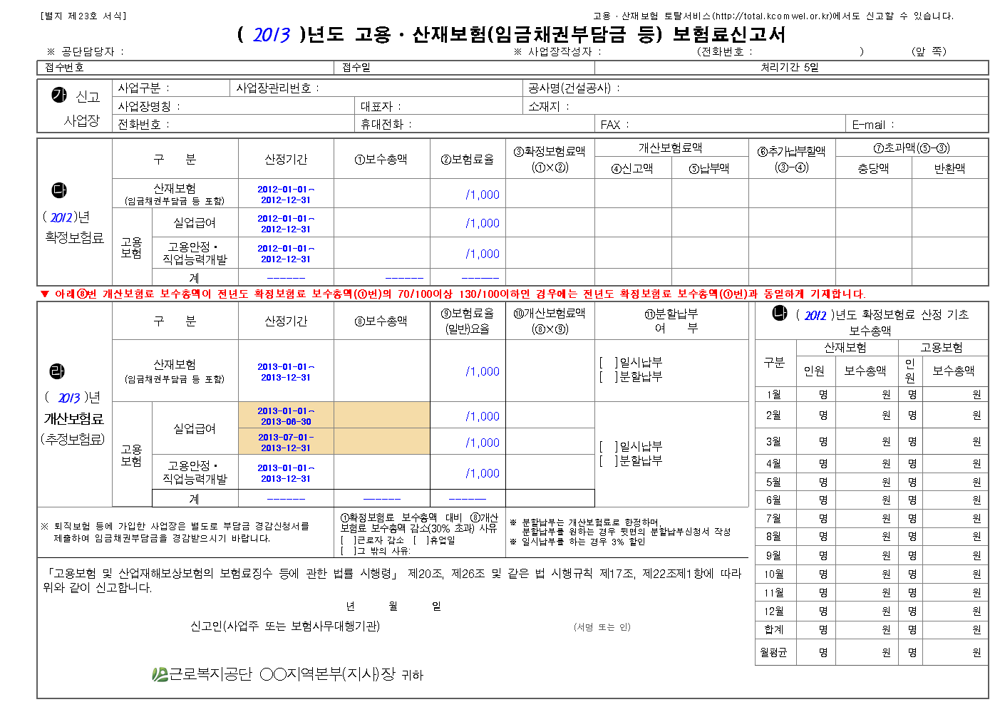 [별지 제23호 서식]
고용ㆍ산재보험 토탈서비스(http://total.kcomwel.or.kr)에서도 신고할 수 있습니다.
( 2013 )년도 고용ㆍ산재보험(임금채권부담금 등) 보험료신고서
※ 공단담당자 : ※ 사업장작성자 : (전화번호 : ) (앞 쪽)
접수번호 접수일 처리기간 5일
㉮ 신고
사업장
사업구분 : 사업장관리번호 : 공사명(건설공사) :
사업장명칭 : 대표자 : 소재지 :
전화번호 : 휴대전화 : FAX : E-mail :
㉰
( 2012 )년
확정보험료
구 분 산정기간 ①보수총액 ②보험료율 ③확정보험료액
(①×②) 개산보험료액 ⑥추가납부할액
(③-④) ⑦초과액(⑤-③)
④신고액 ⑤납부액 충당액 반환액
산재보험
(임금채권부담금 등 포함) 2012-01-01~
2012-12-31 /1,000
고용
보험
실업급여 2012-01-01~
2012-12-31 /1,000
고용안정ㆍ
직업능력개발 2012-01-01~
2012-12-31 /1,000
계 ------ ------ ------
▼ 아래⑧번 개산보험료 보수총액이 전년도 확정보험료 보수총액(①번)의 70/100이상 130/100이하인 경우에는 전년도 확정보험료 보수총액(①번)과 동일하게 기재합니다.
㉱
( 2013 )년
개산보험료
(추정보험료)
구 분 산정기간 ⑧보수총액 ⑨보험료율
(일반)요율 ⑩개산보험료액
(⑧×⑨) ⑪분할납부
여 부
산재보험
(임금채권부담금 등 포함) 2013-01-01~
2013-12-31 /1,000
[ ]일시납부
[ ]분할납부
고용
보험
실업급여 2013-01-01~
2013-06-30 /1,000
2013-07-01-
2013-12-31 /1,000
[ ]일시납부
[ ]분할납부
고용안정ㆍ
직업능력개발 2013-01-01~
2013-12-31 /1,000
계 ------ ------ ------
㉯ ( 2012 )년도 확정보험료 산정 기초
보수총액
구분 산재보험 고용보험
인원 보수총액 인
원 보수총액
1월 명 원 명 원
2월 명 원 명 원
3월 명 원 명 원
4월 명 원 명 원
5월 명 원 명 원
6월 명 원 명 원
7월 명 원 명 원
8월 명 원 명 원
9월 명 원 명 원
10월 명 원 명 원
11월 명 원 명 원
12월 명 원 명 원
합계 명 원 명 원
월평균 명 원 명 원
※ 퇴직보험 등에 가입한 사업장은 별도로 부담금 경감신청서를
제출하여 임금채권부담금을 경감받으시기 바랍니다.
①확정보험료 보수총액 대비 ⑧개산
보험료 보수총액 감소(30% 초과) 사유
[ ]근로자 감소 [ ]휴업일
[ ]그 밖의 사유:
※ 분할납부는 개산보험료로 한정하며,
분할납부를 원하는 경우 뒷면의 분할납부신청서 작성
※ 일시납부를 하는 경우 3% 할인
「고용보험 및 산업재해보상보험의 보험료징수 등에 관한 법률 시행령」 제20조, 제26조 및 같은 법 시행규칙 제17조, 제22조제1항에 따라
위와 같이 신고합니다.
년 월 일
신고인(사업주 또는 보험사무대행기관) (서명 또는 인)
근로복지공단 ○○지역본부(지사)장 귀하